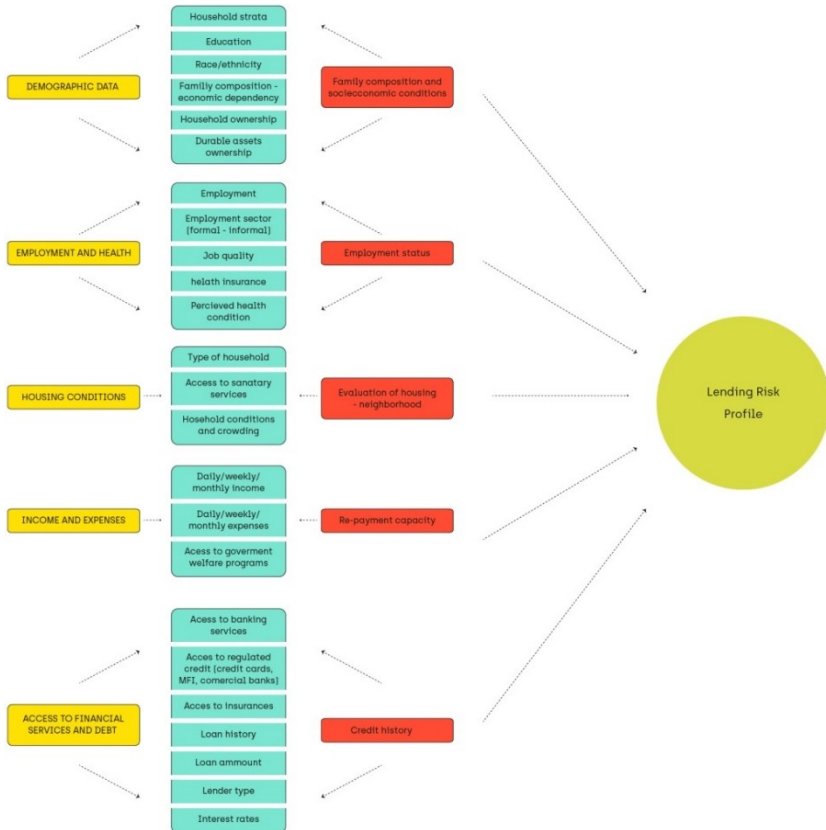 Household strata
Education
Race/ethnicity
DEMOGRAPHIC DATA
Familiy composition -
economic dependency
Family composition and
socieconomic conditions
Household ownership
Durable assets
ownership
Employment
Employment sector
(formal - informal)
EMPLOYMENT AND HEALTH
Job quality
Employment status
helath insurance
Percieved health
condition
Type of household
HOUSING CONDITIONS
Access to sanatary
services
Evaluation of housing
- neighborhood
Hosehold conditions
and crowding
Lending Risk
Profile
Daily/weekly/
monthly income
INCOME AND EXPENSES
Daily/weekly/
monthly expenses
Re-payment capacity
Acess to goverment
welfare programs
Acess to banking
services
Acces to regulated
credit (credit cards,
MFI, comercial banks)
Acces to insurances
ACCESS TO FINANCIAL
SERVICES AND DEBT
Loan history
Credit history
Loan ammount
Lender type
Interest rates